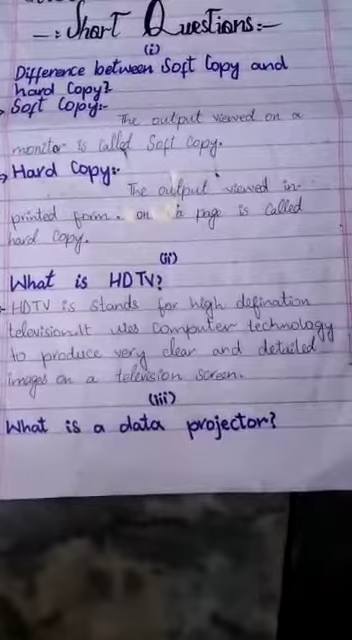 -: Short Questions:-
(i)
Difference between Soft Copy and
hard Copy?
Soft Copy:-
The output viewed on a
monitor is called Soft Copy.
Hard Copy:-
The output viewed in
printed form. on a page is called
hard Copy.
(ii)
What is HDTV?
HDTV is stands for high defination
television.It uses Computer technology
to produce very clear and detailed
images on a television screen.
(iii)
What is a data projector?